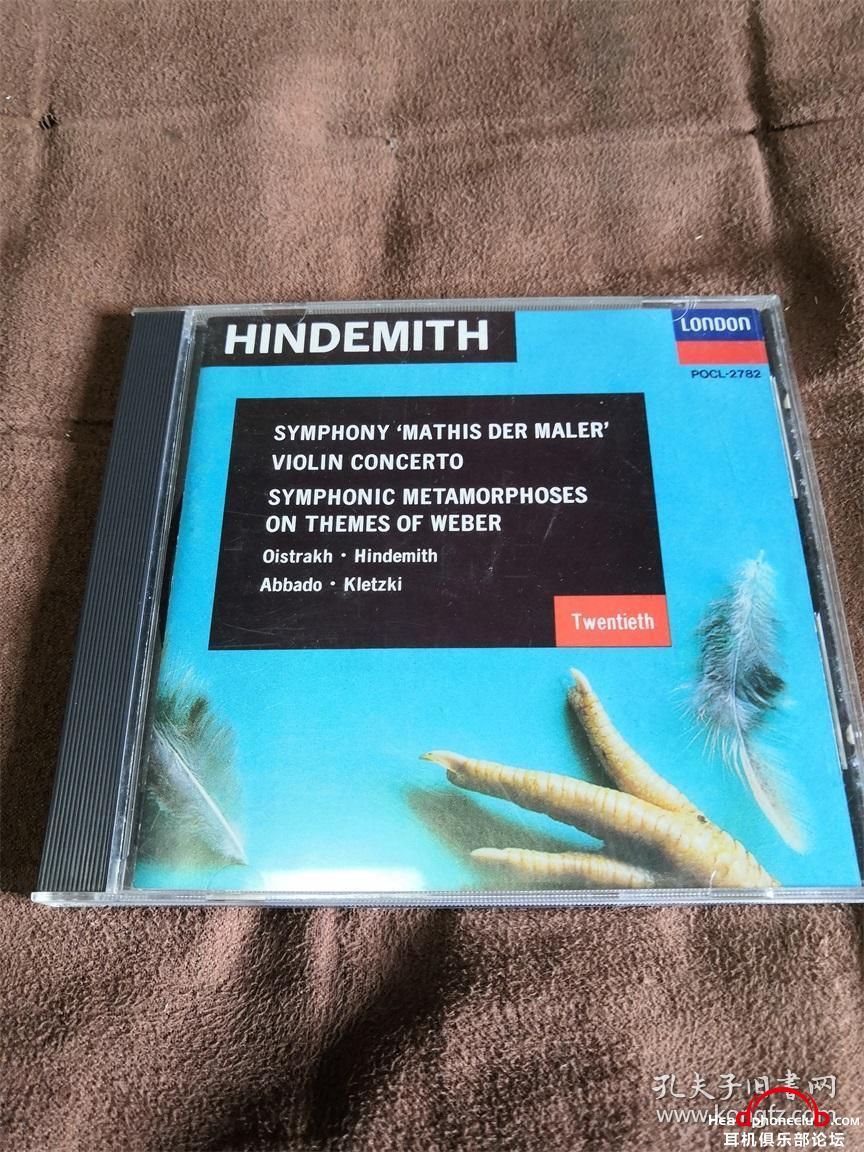 HINDEMITH
LONDON
POCL-2782
SYMPHONY ‘MATHIS DER MALER’
VIOLIN CONCERTO
SYMPHONIC METAMORPHOSES
ON THEMES OF WEBER
Oistrakh • Hindemith
Abbado • Kletzki
Twentieth
孔夫子旧书网
耳机俱乐部论坛